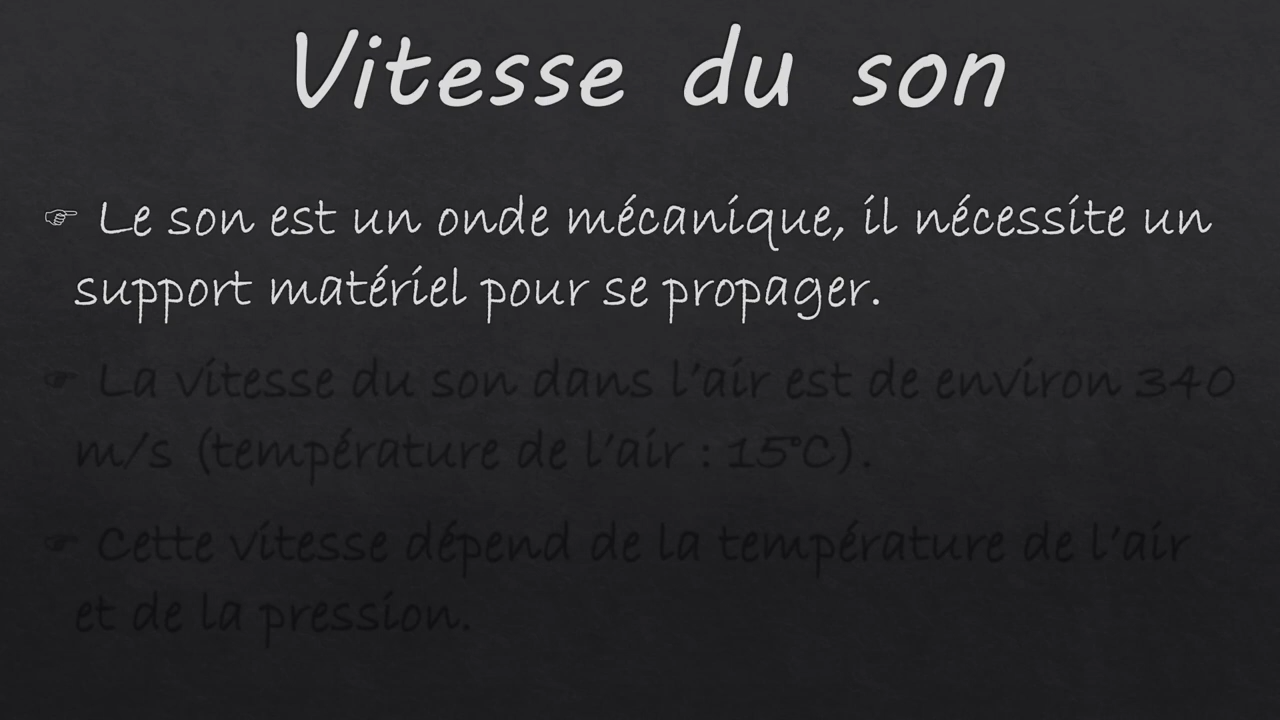 Vitesse du son
☞ Le son est un onde mécanique, il nécessite un
support matériel pour se propager.
☞ La vitesse du son dans l'air est de environ 340
m/s (température de l'air : 15°C).
☞ Cette vitesse dépend de la température de l'air
et de la pression.